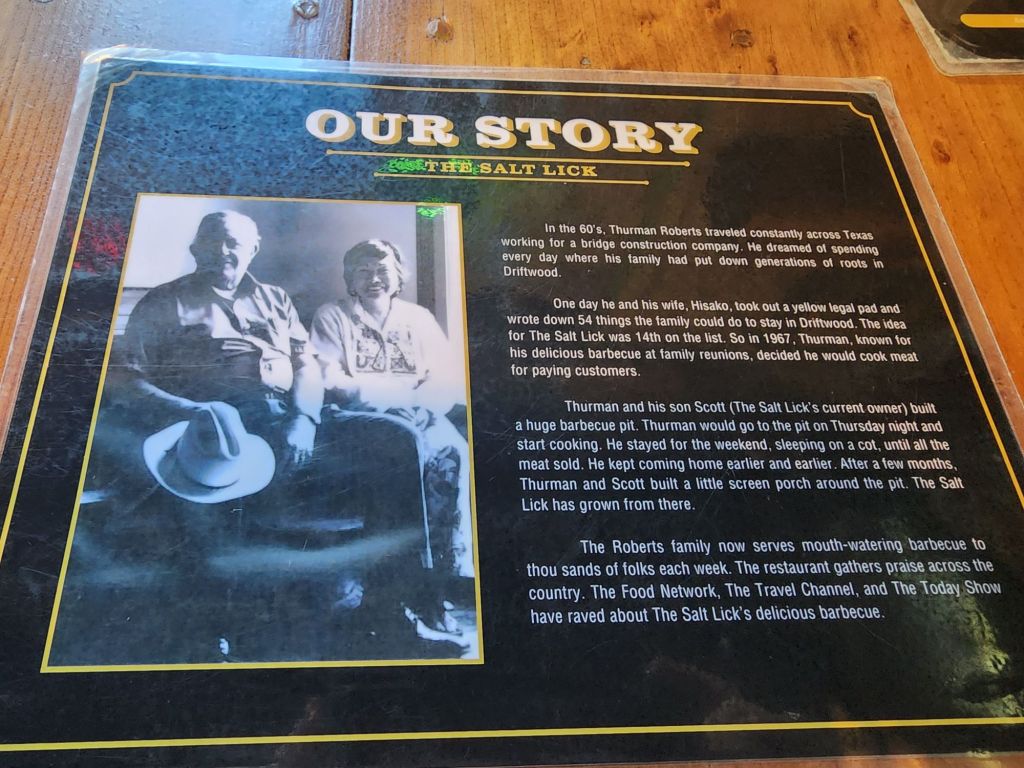 OUR STORY
THE SALT LICK
In the 60's, Thurman Roberts traveled constantly across Texas
working for a bridge construction company. He dreamed of spending
every day where his family had put down generations of roots in
Driftwood.
One day he and his wife, Hisako, took out a yellow legal pad and
wrote down 54 things the family could do to stay in Driftwood. The idea
for The Salt Lick was 14th on the list. So in 1967, Thurman, known for
his delicious barbecue at family reunions, decided he would cook meat
for paying customers.
Thurman and his son Scott (The Salt Lick's current owner) built
a huge barbecue pit. Thurman would go to the pit on Thursday night and
start cooking. He stayed for the weekend, sleeping on a cot, until all the
meat sold. He kept coming home earlier and earlier. After a few months,
Thurman and Scott built a little screen porch around the pit. The Salt
Lick has grown from there.
The Roberts family now serves mouth-watering barbecue to
thou sands of folks each week. The restaurant gathers praise across the
country. The Food Network, The Travel Channel, and The Today Show
have raved about The Salt Lick's delicious barbecue.